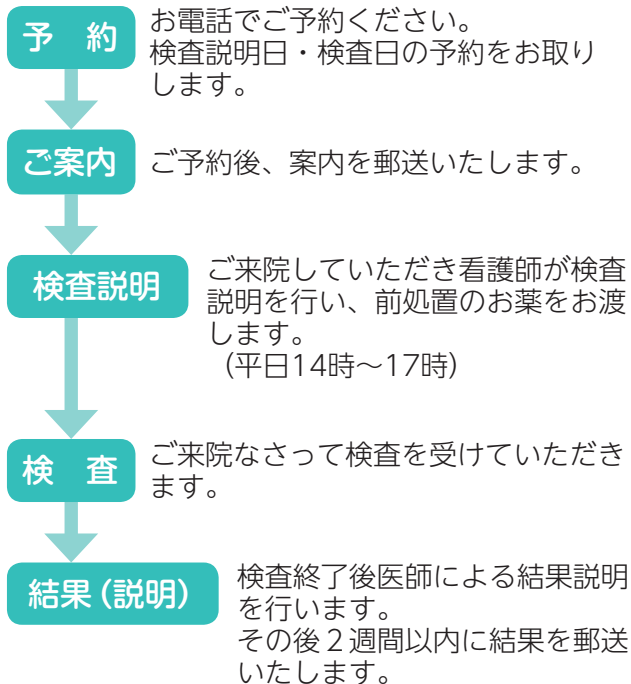 予　約
お電話でご予約ください。
検査説明日・検査日の予約をお取り
します。
ご案内
ご予約後、案内を郵送いたします。
検査説明
ご来院していただき看護師が検査
説明を行い、前処置のお薬をお渡
します。
（平日14時～17時）
検　査
ご来院なさって検査を受けていただき
ます。
結果（説明）
検査終了後医師による結果説明
を行います。
その後２週間以内に結果を郵送
いたします。